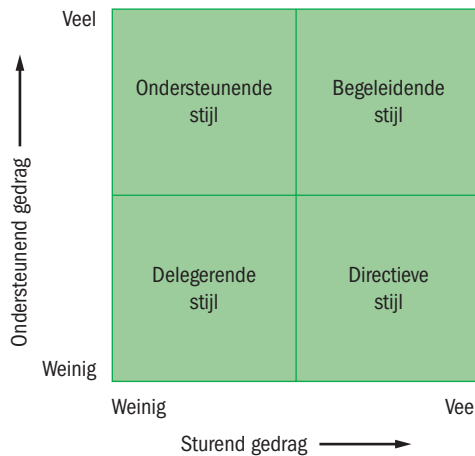 Veel
Ondersteunende
stijl
Begeleidende
stijl
Ondersteunend gedrag
Delegerende
stijl
Directieve
stijl
Weinig
Weinig
Vee
Sturend gedrag